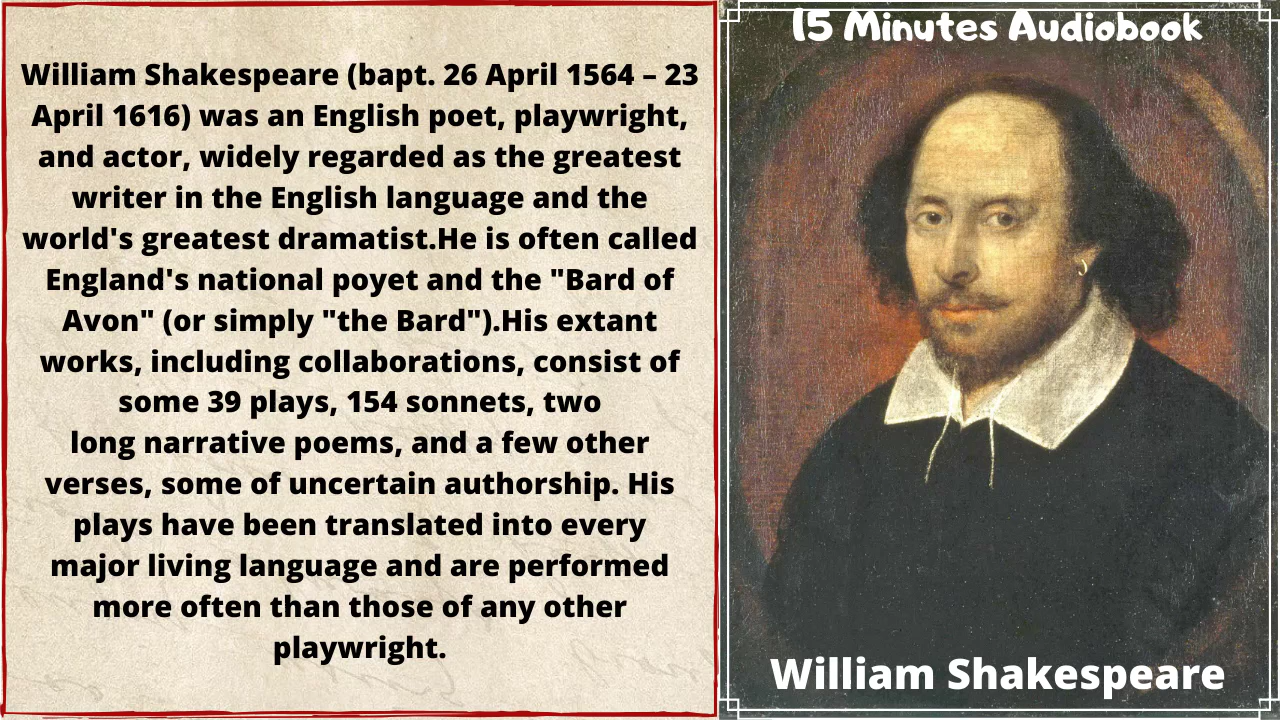 William Shakespeare (bapt. 26 April 1564 – 23
April 1616) was an English poet, playwright,
and actor, widely regarded as the greatest
writer in the English language and the
world's greatest dramatist.He is often called
England's national poyet and the "Bard of
Avon" (or simply "the Bard").His extant
works, including collaborations, consist of
some 39 plays, 154 sonnets, two
long narrative poems, and a few other
verses, some of uncertain authorship. His
plays have been translated into every
major living language and are performed
more often than those of any other
playwright.
15 Minutes Audiobook
William Shakespeare